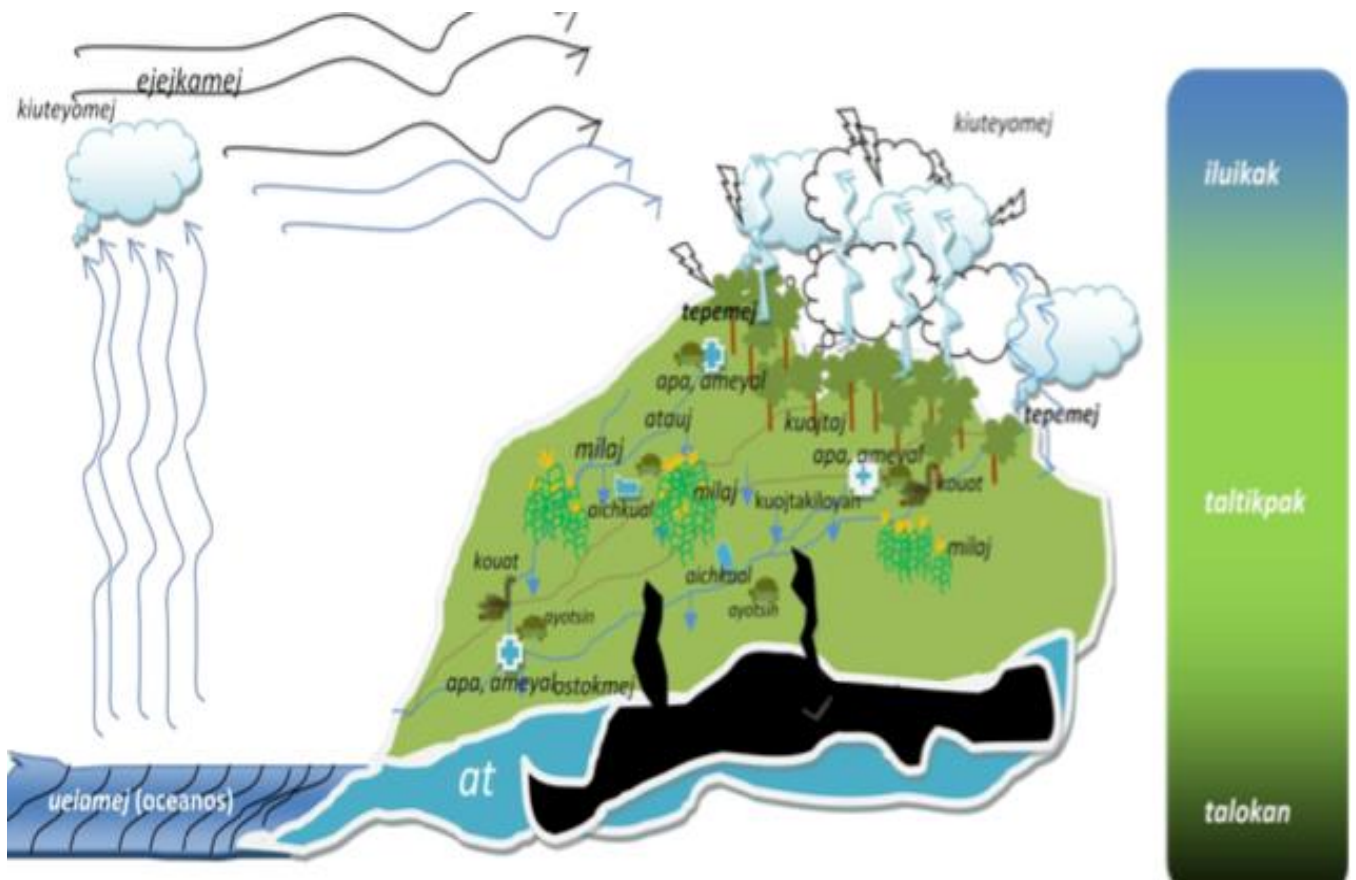 ejejkamej
kiuteyomej
kiuteyomej
iluikak
tepemej
apa, ameyal
tepemej
atauj
kuojtaj
milaj
apa, ameyal
kouat
milaj
kuojtakiloyan
taltikpak
aichkual
milaj
kouat
aichkual
ayotsin
ayotsin
apa, ameyal
ostokmej
at
ueiamej (oceanos)
talokan